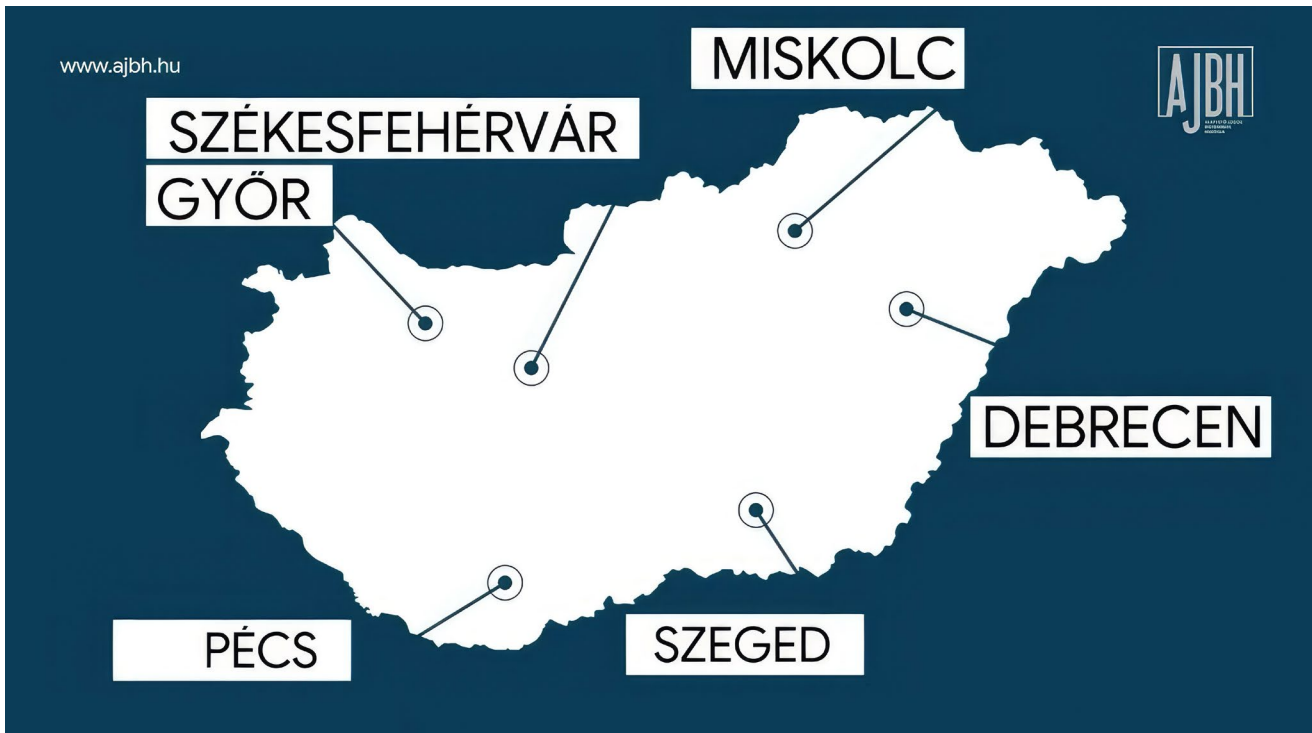 www.ajbh.hu
MISKOLC
AJBH
SZÉKESFEHÉRVÁR
GYŐR
DEBRECEN
PÉCS
SZEGED